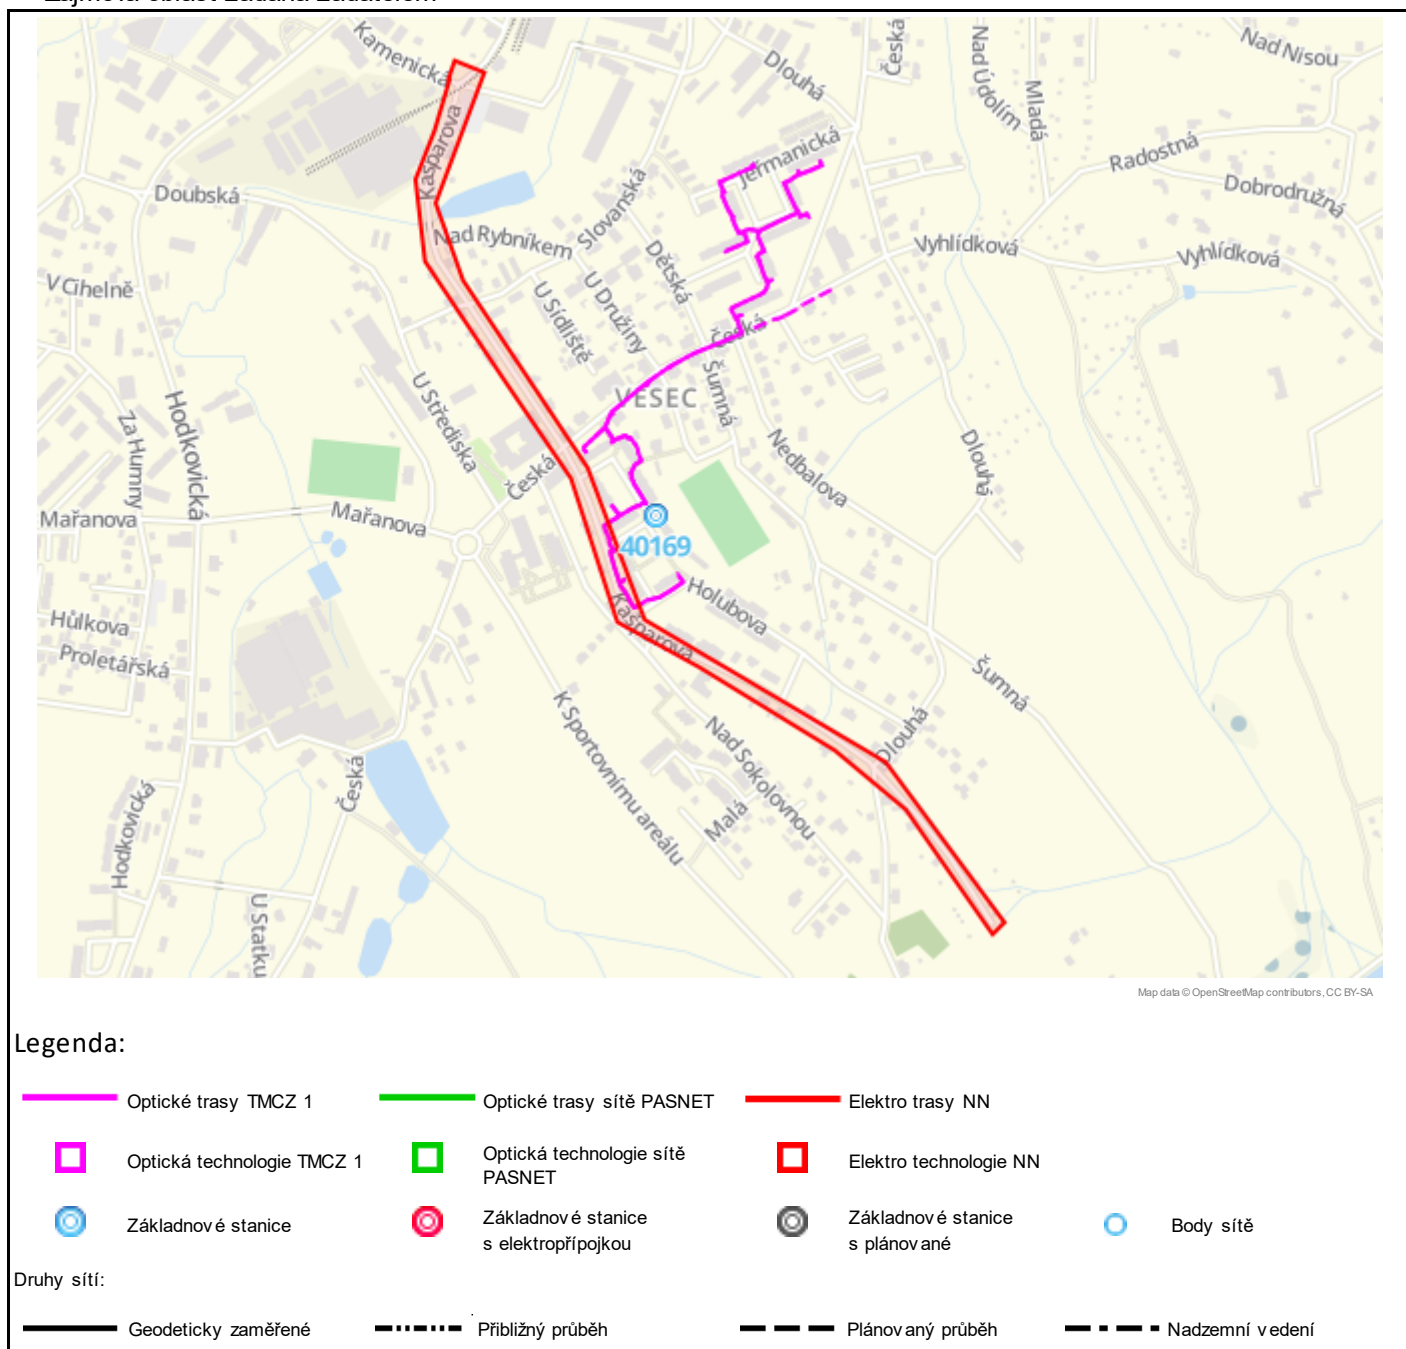 Zájmová oblast zadaná žadatelem
Kamenická
Dlouhá
Česká
Nad Údolím
Mladá
Nad Nisou
Kašparova
Jeřmanická
Radostná
Dobrodružná
Doubská
Nad Rybníkem
Slovanská
Dětská
Vyhlídková
Vyhlídková
V Cihelně
U Sídliště
U Družiny
Česká
Šumná
VESEC
Hodkovická
Za Humny
U Střediska
Nedbalova
Dlouhá
Česká
Mařanova
Mařanova
40169
Holubova
Kašparova
Hůlkova
Proletářská
Šumná
K Sportovnímu areálu
Nad Sokolovnou
Dlouhá
Malá
Česká
Hodkovická
U Statku
Map data © OpenStreetMap contributors, CC BY-SA
Legenda:
Optické trasy TMCZ 1
Optické trasy sítě PASNET
Elektro trasy NN
Optická technologie TMCZ 1
Optická technologie sítě
PASNET
Elektro technologie NN
Základnové stanice
Základnové stanice
s elektropřípojkou
Základnové stanice
s plánované
Body sítě
Druhy sítí:
Geodeticky zaměřené
Přibližný průběh
Plánovaný průběh
Nadzemní vedení